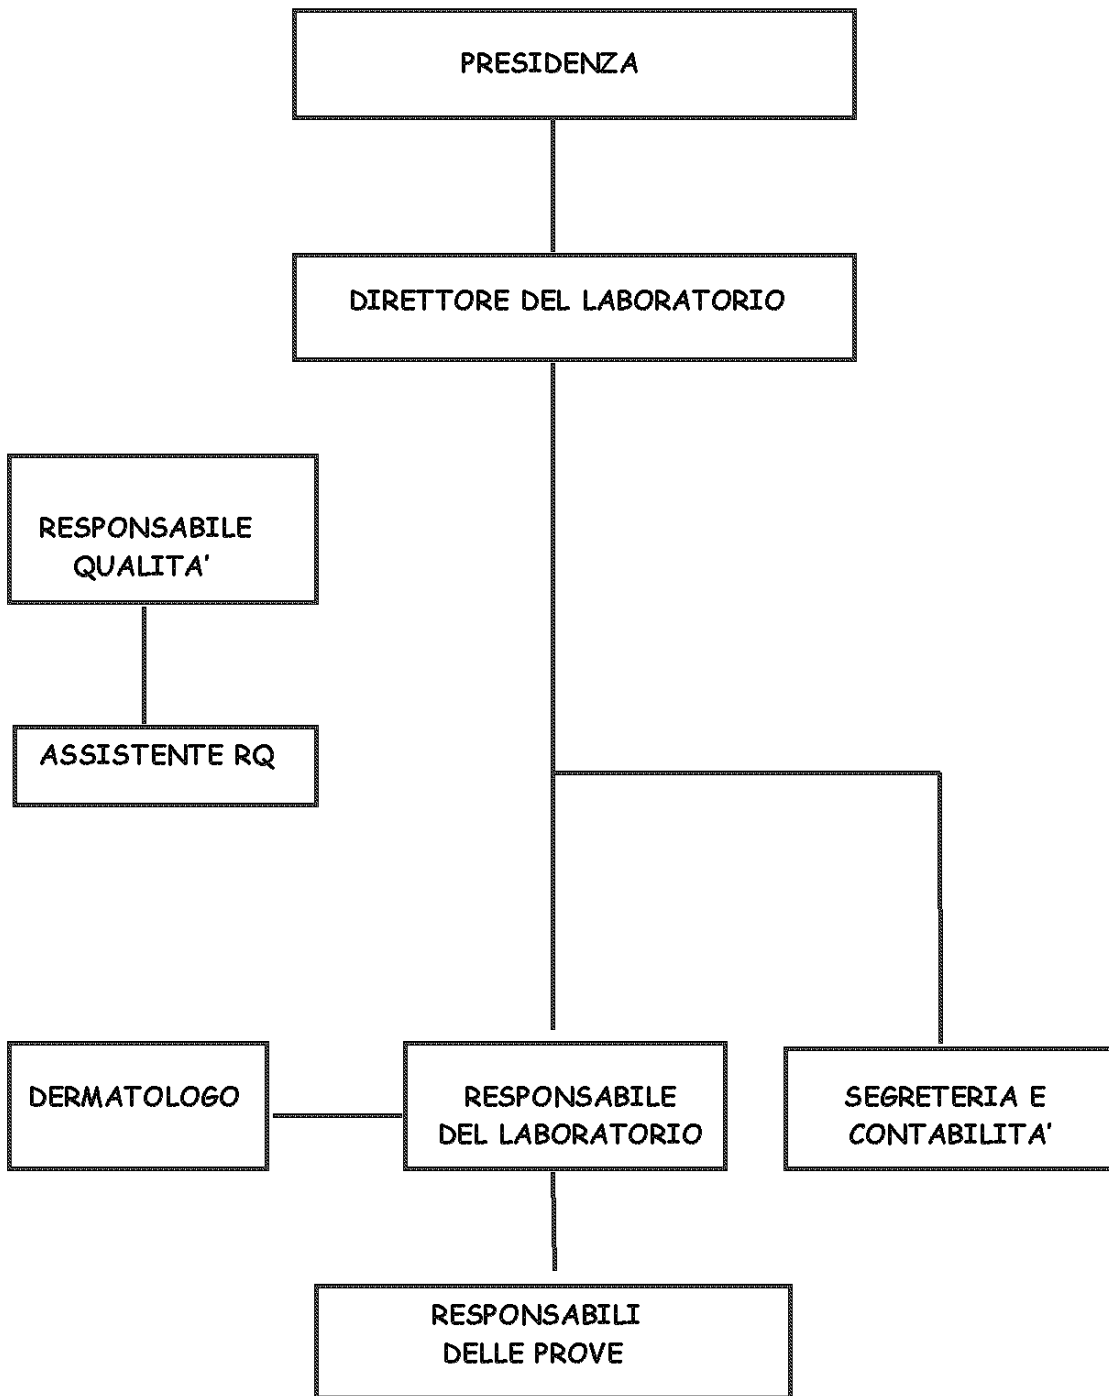 PRESIDENZA
DIRETTORE DEL LABORATORIO
RESPONSABILE
QUALITA'
ASSISTENTE RQ
DERMATOLOGO
RESPONSABILE
DEL LABORATORIO
SEGRETERIA E
CONTABILITA'
RESPONSABILI
DELLE PROVE